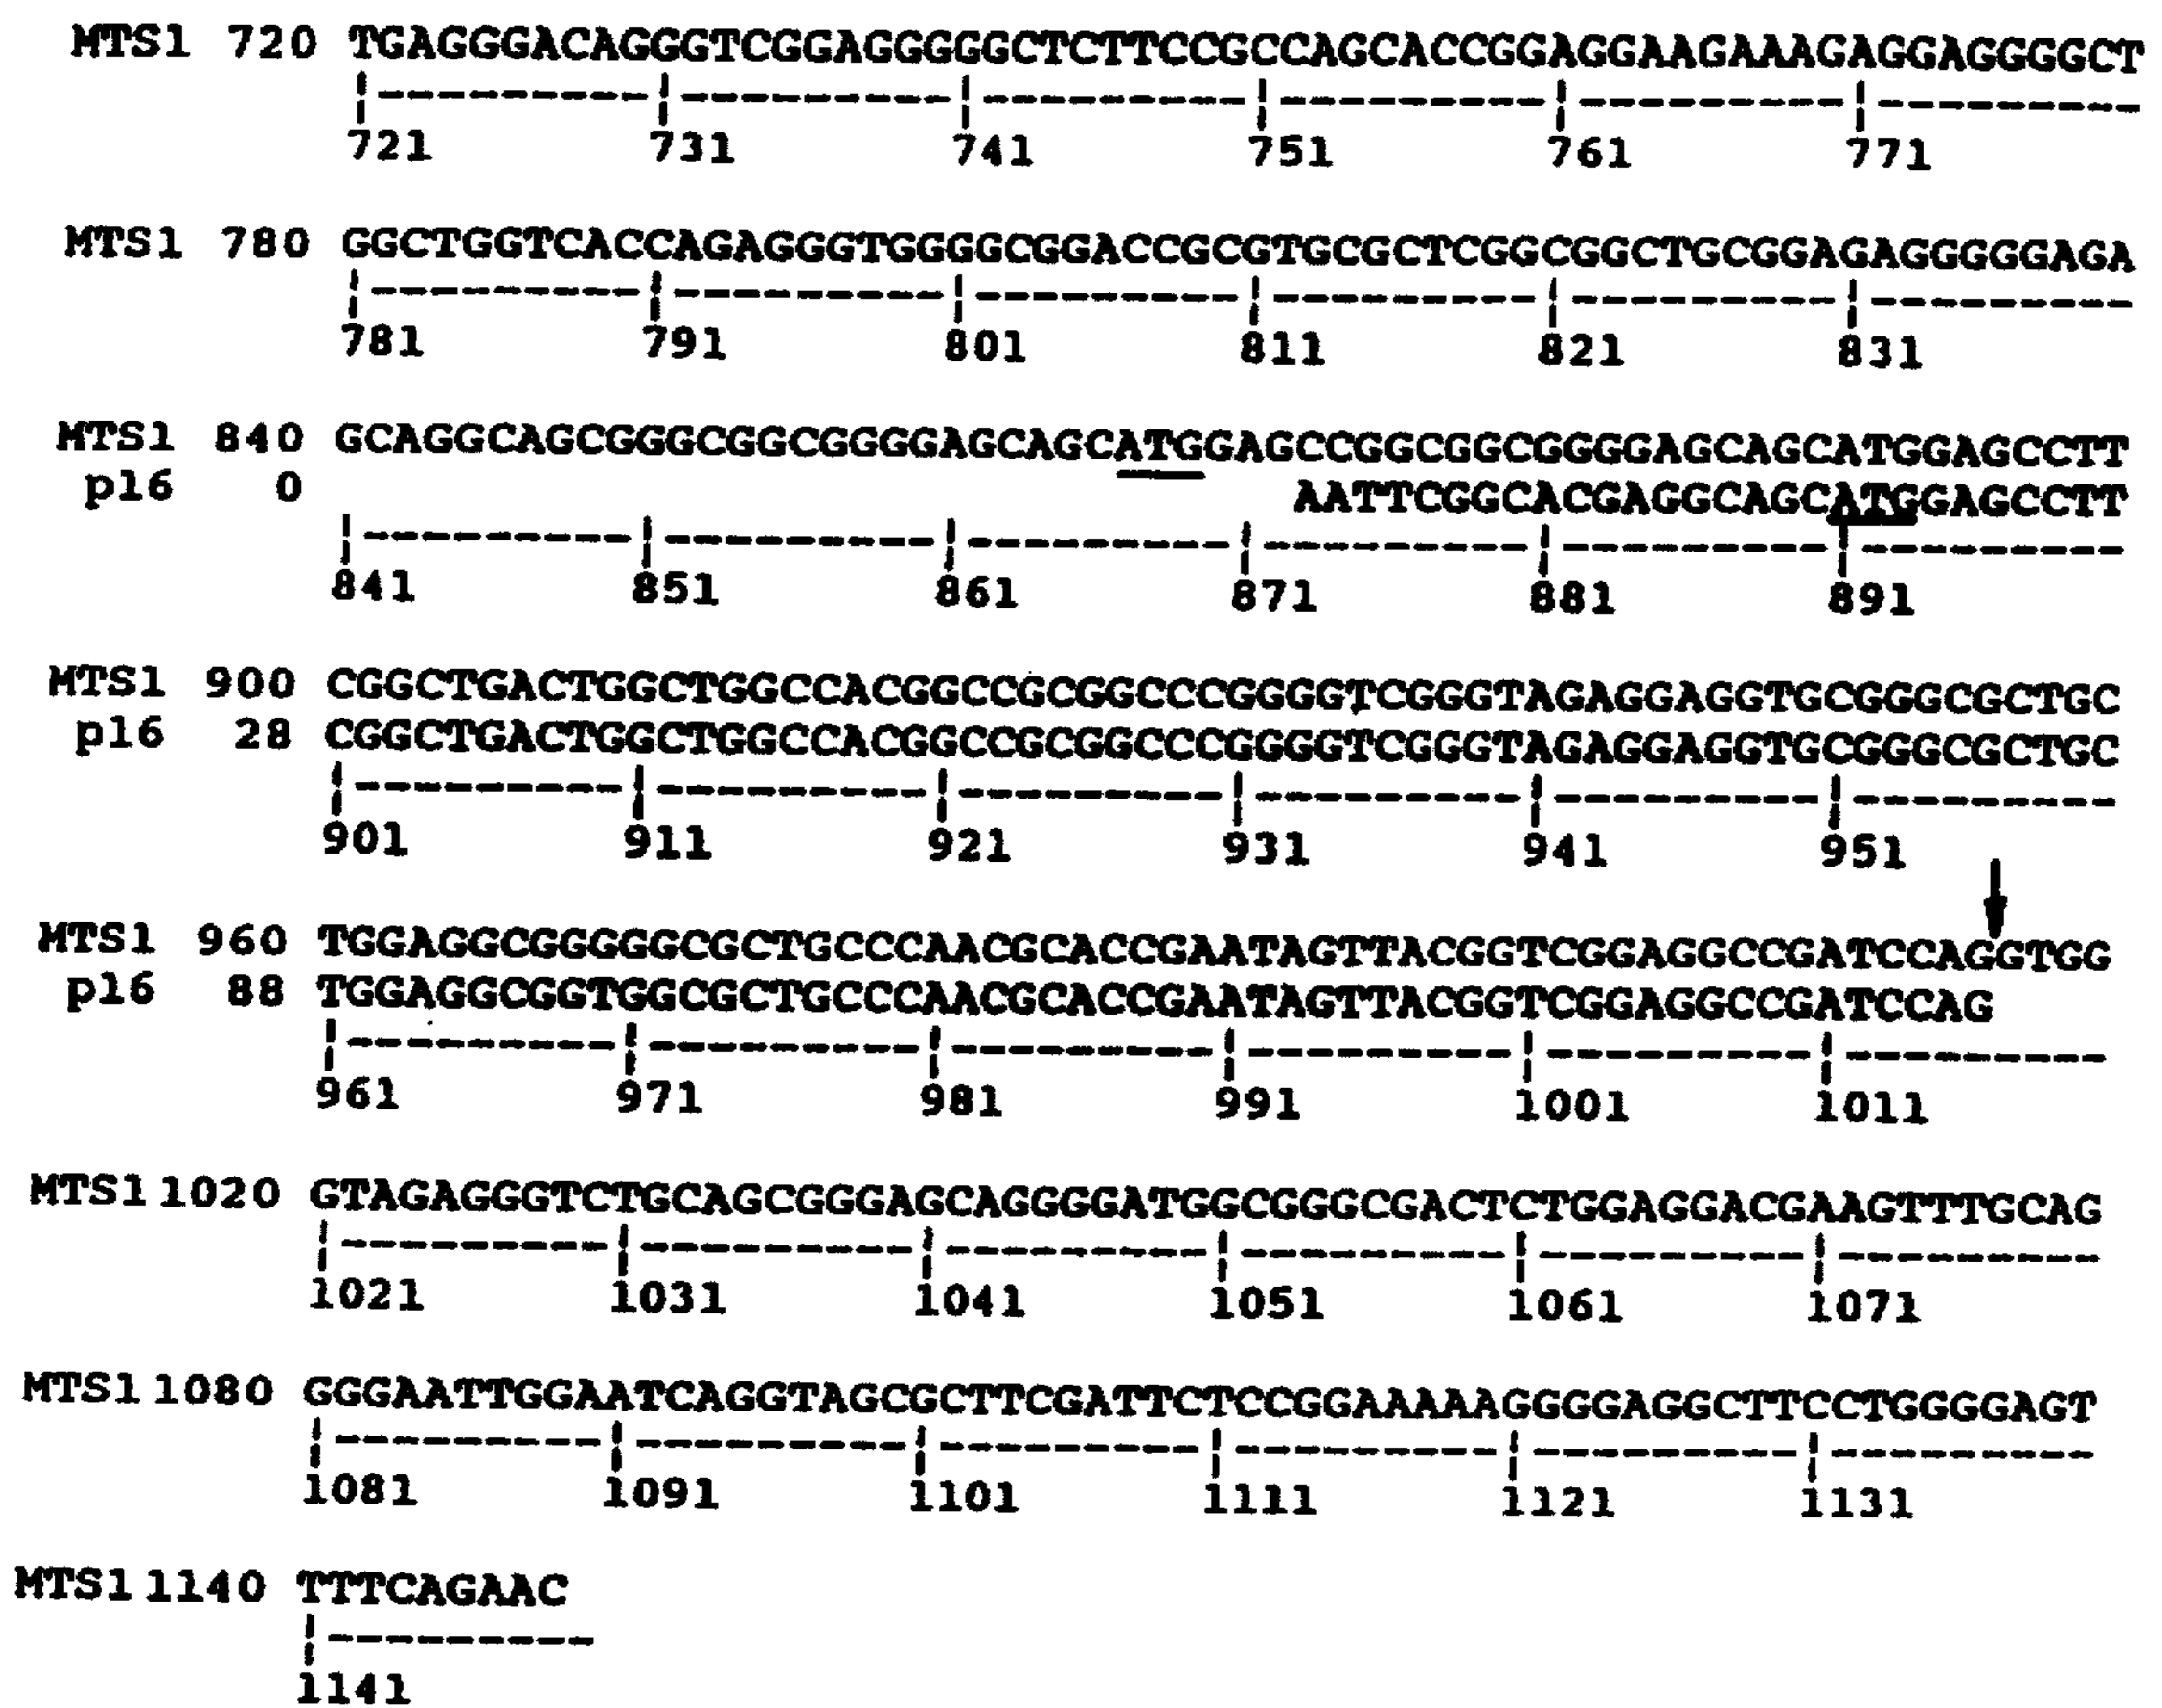 MTS1 720 TGAGGGACAGGGTCGGAGGGGGCTCTTCCGCCAGCACCGGAGGAAGAAAGAGGAGGGGCT
721 731 741 751 761 771
MTS1 780 GGCTGGTCACCAGAGGGTGGGGCGGACCGCGTGCGCTCGGCGGCTGCGGAGAGGGGGAGA
781 791 801 811 821 831
MTS1 840 GCAGGCAGCGGGCGGCGGGGAGCAGCATGGAGCCGGCGGCGGGGAGCAGCATGGAGCCTT
p16 0 AATTCGGCACGAGGCAGCATGGAGCCTT
841 851 861 871 881 891
MTS1 900 CGGCTGACTGGCTGGCCACGGCCGCGGCCCGGGGTCGGGTAGAGGAGGTGCGGGCGCTGC
p16 28 CGGCTGACTGGCTGGCCACGGCCGCGGCCCGGGGTCGGGTAGAGGAGGTGCGGGCGCTGC
901 911 921 931 941 951
MTS1 960 TGGAGGCGGGGGCGCTGCCCAACGCACCGAATAGTTACGGTCGGAGGCCGATCCAGGTGG
p16 88 TGGAGGCGGTGGCGCTGCCCAACGCACCGAATAGTTACGGTCGGAGGCCGATCCAG
961 971 981 991 1001 1011
MTS1 1020 GTAGAGGGTCTGCAGCGGGAGCAGGGGATGGCGGGCGACTCTGGAGGACGAAGTTTGCAG
1021 1031 1041 1051 1061 1071
MTS1 1080 GGGAATTGGAATCAGGTAGCGCTTCGATTCTCCGGAAAAAGGGGAGGCTTCCTGGGGAGT
1081 1091 1101 1111 1121 1131
MTS1 1140 TTTCAGAAC
1141